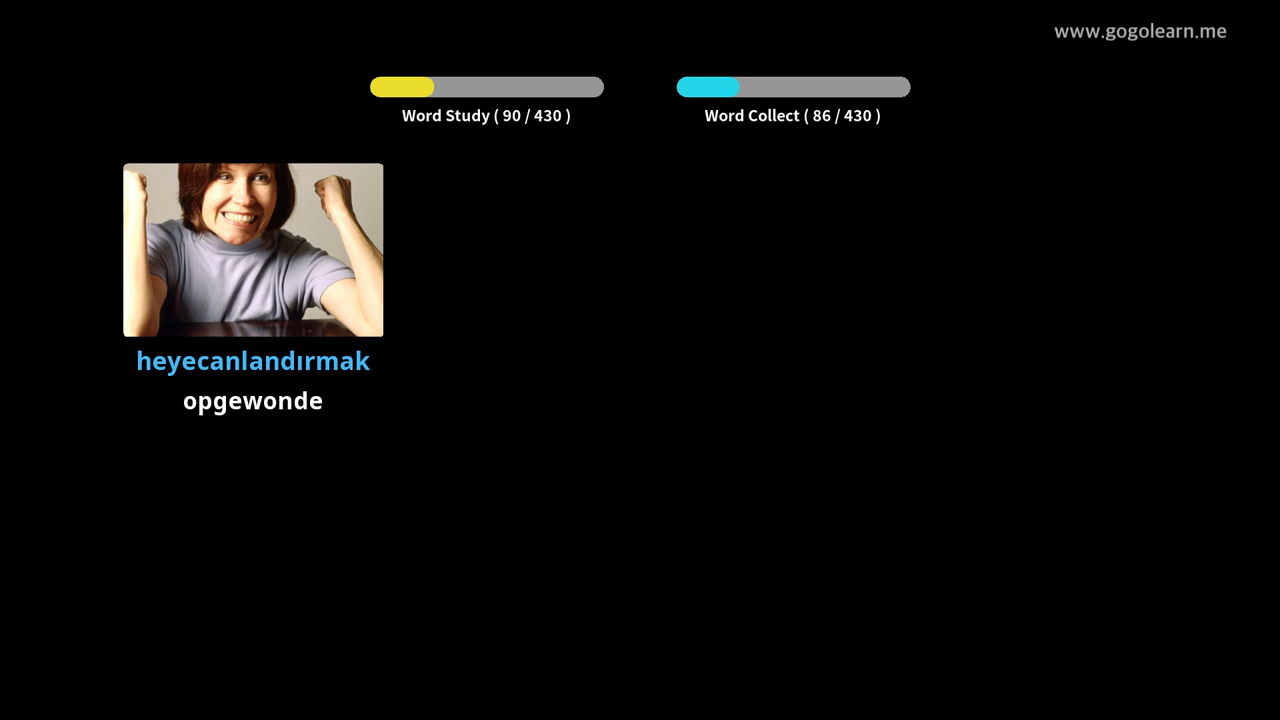 www.gogolearn.me
Word Study ( 90 / 430 )
Word Collect ( 86 / 430 )
heyecanlandırmak
opgewonde